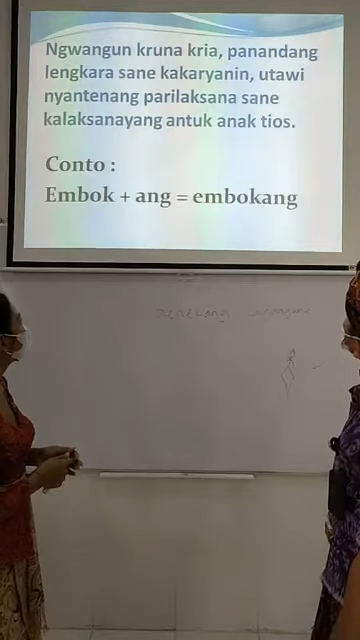 Ngwangun kruna kria, panandang
lengkara sane kakaryanin, utawi
nyantenang parilaksana sane
kalaksanayang antuk anak tios.
Conto :
Embok + ang = embokang